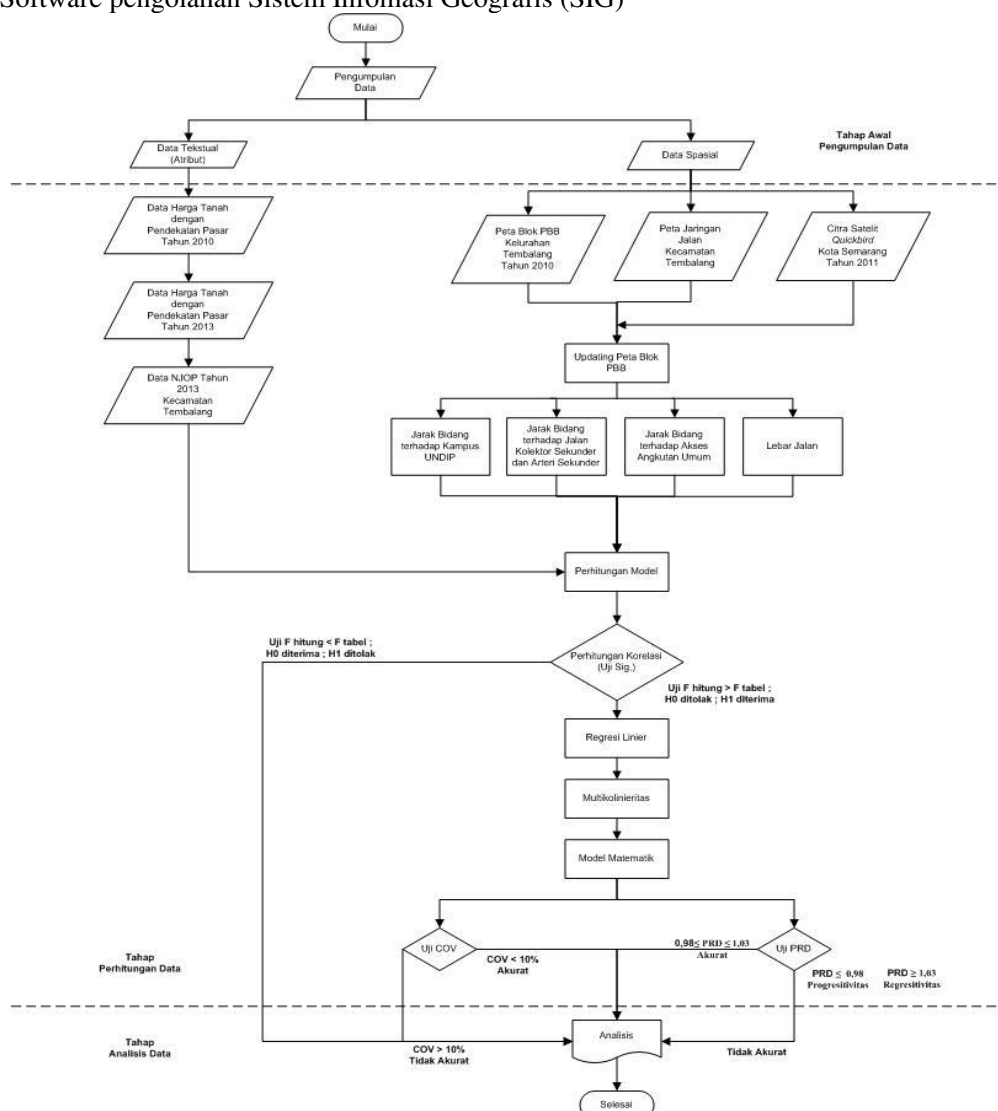 Software pengolahan Sistem Infomasi Geografis (SIG)
Mulai
Pengumpulan
Data
Data Tekstual
(Atribut)
Data Spasial
Tahap Awal
Pengumpulan Data
Data Harga Tanah
dengan
Pendekatan Pasar
Tahun 2010
Peta Blok PBB
Kelurahan
Tembalang
Tahun 2010
Peta Jaringan
Jalan
Kecamatan
Tembalang
Citra Satelit
Quickbird
Kota Semarang
Tahun 2011
Data Harga Tanah
dengan
Pendekatan Pasar
Tahun 2013
Updating Peta Blok
PBB
Data NJOP Tahun
2013
Kecamatan
Tembalang
Jarak Bidang
terhadap Kampus
UNDIP
Jarak Bidang
terhadap Jalan
Kolektor Sekunder
dan Arteri Sekunder
Jarak Bidang
terhadap Akses
Angkutan Umum
Lebar Jalan
Perhitungan Model
Uji F hitung < F tabel ;
H0 diterima ; H1 ditolak
Perhitungan Korelasi
(Uji Sig.)
Uji F hitung > F tabel ;
H0 ditolak ; H1 diterima
Regresi Linier
Multikolinieritas
Model Matematik
Uji COV
COV < 10%
Akurat
0,98≤ PRD ≤ 1,03
Akurat
Uji PRD
Tahap
Perhitungan Data
PRD ≤ 0,98
Progresitivitas
PRD ≥ 1,03
Regresitivitas
Tahap
Analisis Data
COV > 10%
Tidak Akurat
Analisis
Tidak Akurat
Selesai